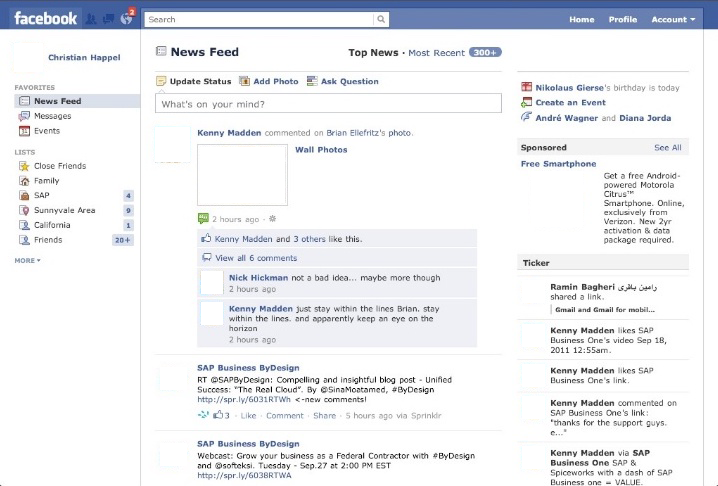 facebook
2
Search
Home Profile Account
Christian Happel
FAVORITES
News Feed
Messages
Events
LISTS
Close Friends
Family
SAP 4
Sunnyvale Area 9
California 1
Friends 20+
MORE
News Feed
Top News · Most Recent 300+
Update Status Add Photo Ask Question
What's on your mind?
Kenny Madden commented on Brian Ellefritz's photo.
Wall Photos
2 hours ago ·
Kenny Madden and 3 others like this.
View all 6 comments
Nick Hickman not a bad idea... maybe more though
2 hours ago
Kenny Madden just stay within the lines Brian. stay
within the lines. and apparently keep an eye on the
horizon
2 hours ago
SAP Business ByDesign
RT @SAPByDesign: Compelling and insightful blog post - Unified
Success: "The Real Cloud". By @SinaMoatamed, #ByDesign
http://spr.ly/6031RTWh <-new comments!
3 · Like · Comment · Share · 5 hours ago via Sprinklr
SAP Business ByDesign
Webcast: Grow your business as a Federal Contractor with #ByDesign
and @softeksi. Tuesday - Sep.27 at 2:00 PM EST
http://spr.ly/6038RTWA
Nikolaus Gierse's birthday is today
Create an Event
André Wagner and Diana Jorda
Sponsored See All
Free Smartphone
Get a free Android-
powered Motorola
Citrus™
Smartphone. Online,
exclusively from
Verizon. New 2yr
activation & data
package required.
Ticker
Ramin Bagheri رامین باقری
shared a link.
Gmail and Gmail for mobil...
Kenny Madden likes SAP
Business One's video Sep 18,
2011 12:55am.
Kenny Madden likes SAP
Business One's link.
Kenny Madden
commented on
SAP Business One's link:
"thanks for the support guys.
e..."
Kenny Madden via SAP
Business One SAP &
Spiceworks with a dash of SAP
Business one = VALUE.